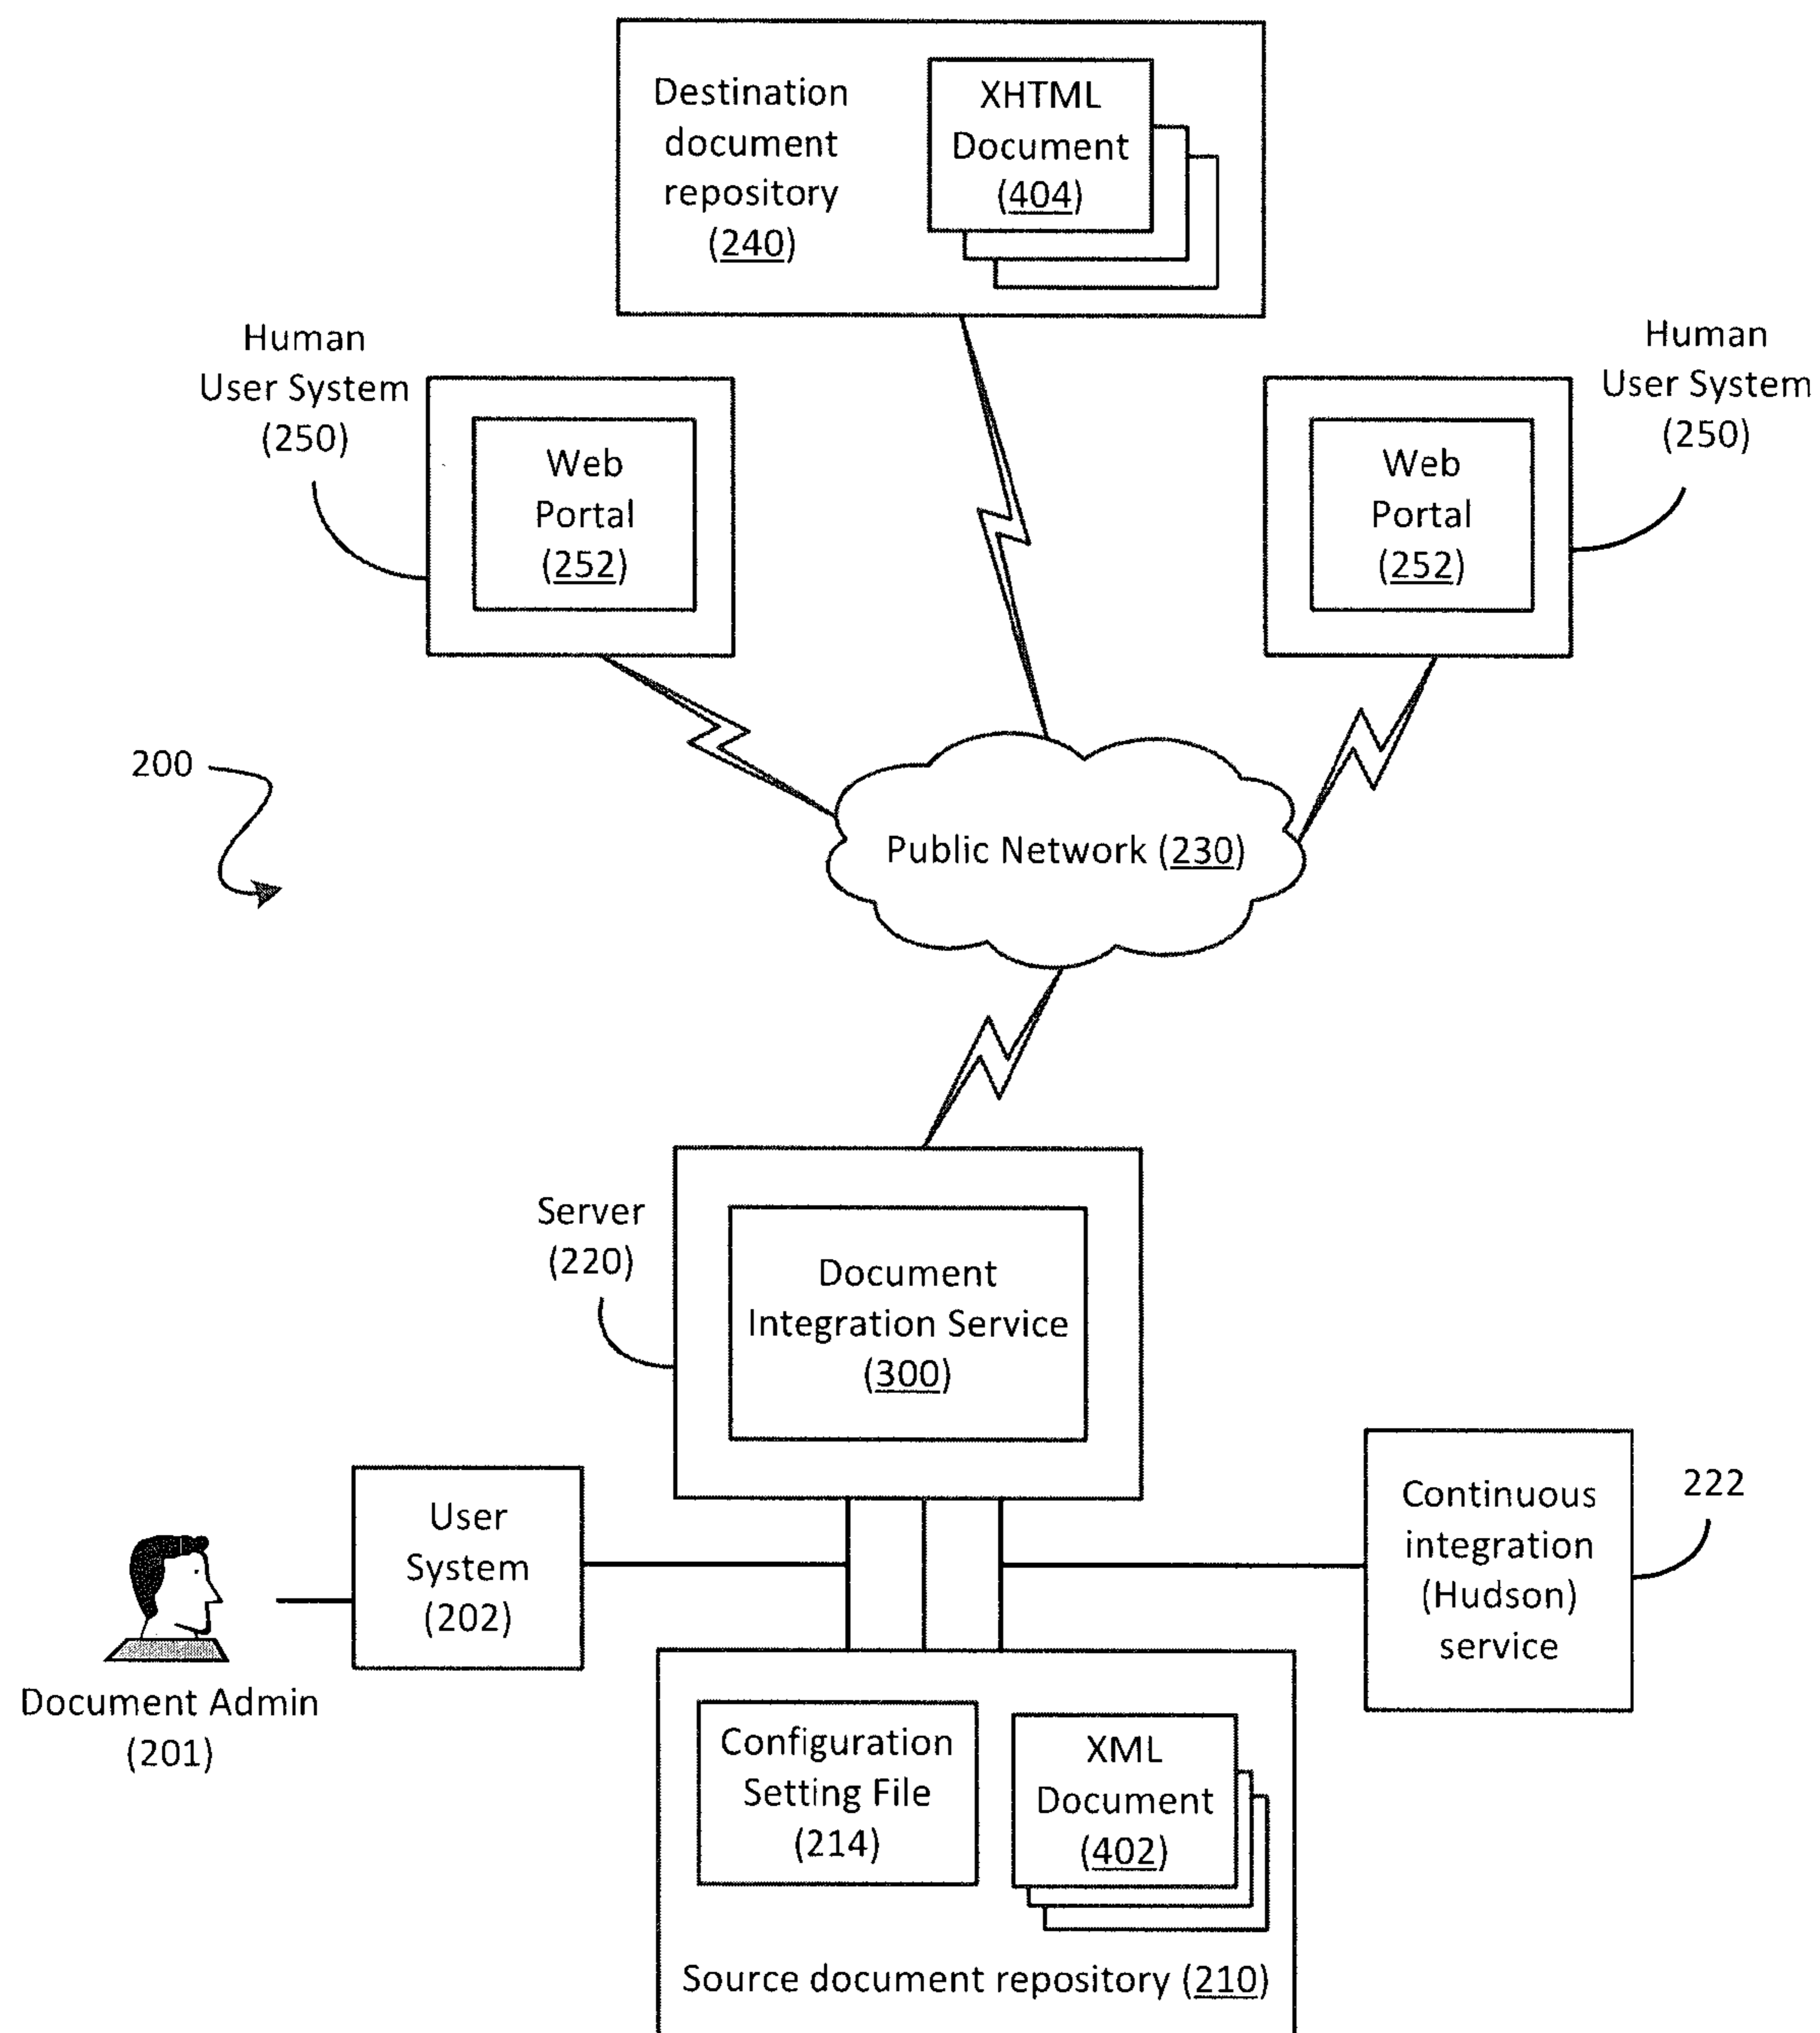 Destination
document
repository
(240)
XHTML
Document
(404)
Human
User System
(250)
Web
Portal
(252)
Human
User System
(250)
Web
Portal
(252)
200
Public Network (230)
Server
(220)
Document
Integration Service
(300)
User
System
(202)
Document Admin
(201)
Continuous
integration
(Hudson)
service
222
Configuration
Setting File
(214)
XML
Document
(402)
Source document repository (210)